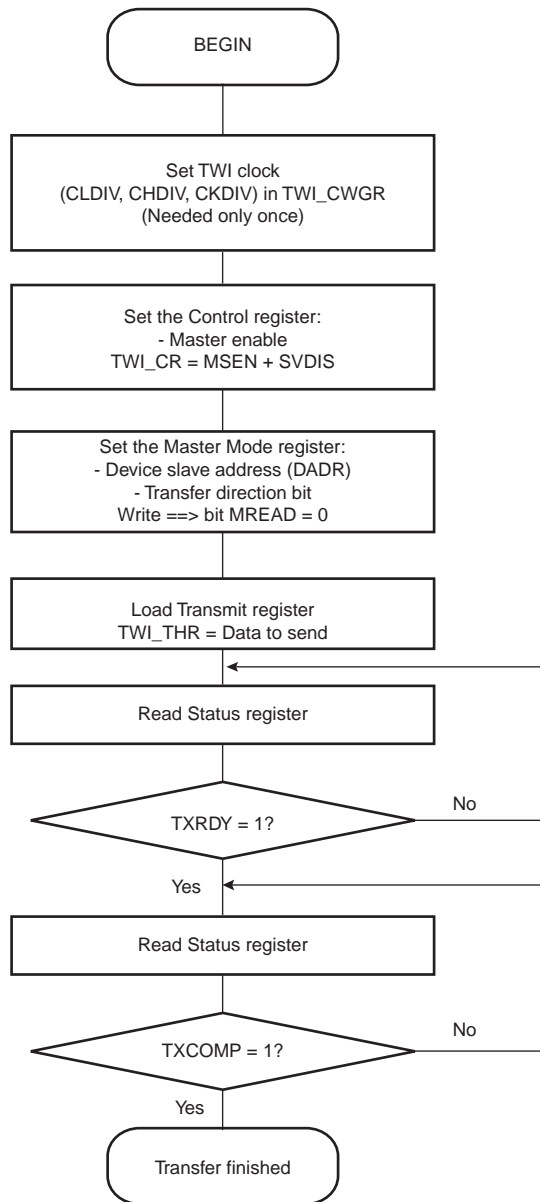 BEGIN
Set TWI clock
(CLDIV, CHDIV, CKDIV) in TWI_CWGR
(Needed only once)
Set the Control register:
- Master enable
TWI_CR = MSEN + SVDIS
Set the Master Mode register:
- Device slave address (DADR)
- Transfer direction bit
Write ==> bit MREAD = 0
Load Transmit register
TWI_THR = Data to send
Read Status register
TXRDY = 1?
No
Yes
Read Status register
TXCOMP = 1?
No
Yes
Transfer finished